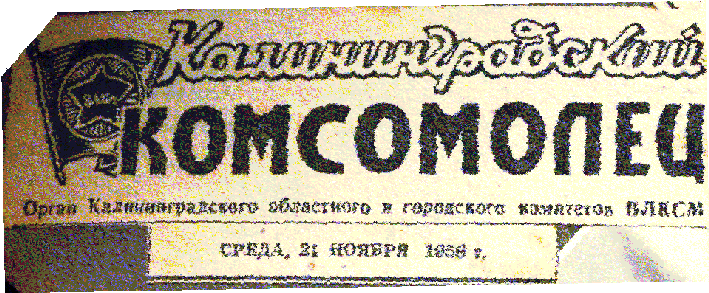 Калининградский
КОМСОМОЛЕЦ
Орган Калининградского областного и городского комитетов ВЛКСМ
СРЕДА, 21 НОЯБРЯ 1956 г.